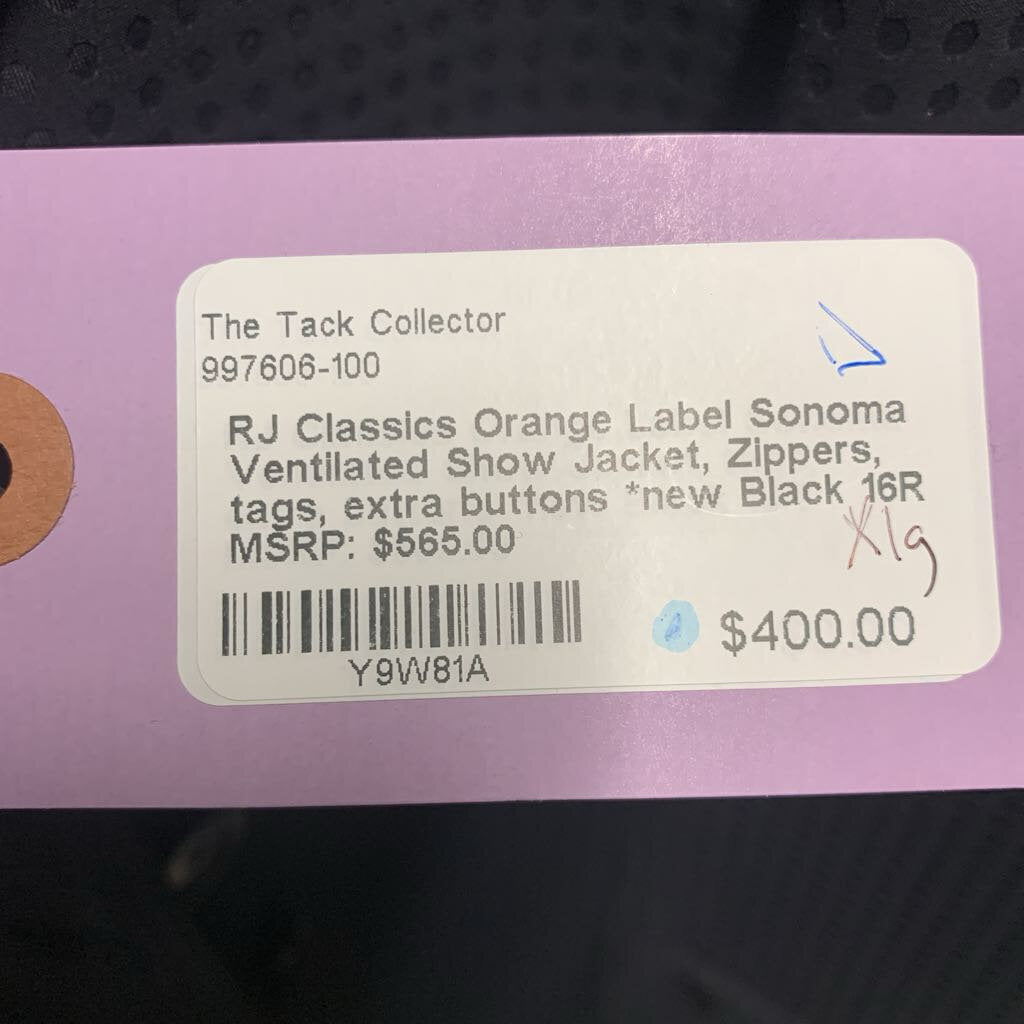 The Tack Collector
997606-100
RJ Classics Orange Label Sonoma
Ventilated Show Jacket, Zippers,
tags, extra buttons *new Black 16R
MSRP: $565.00
Xlg
$400.00
Y9W81A